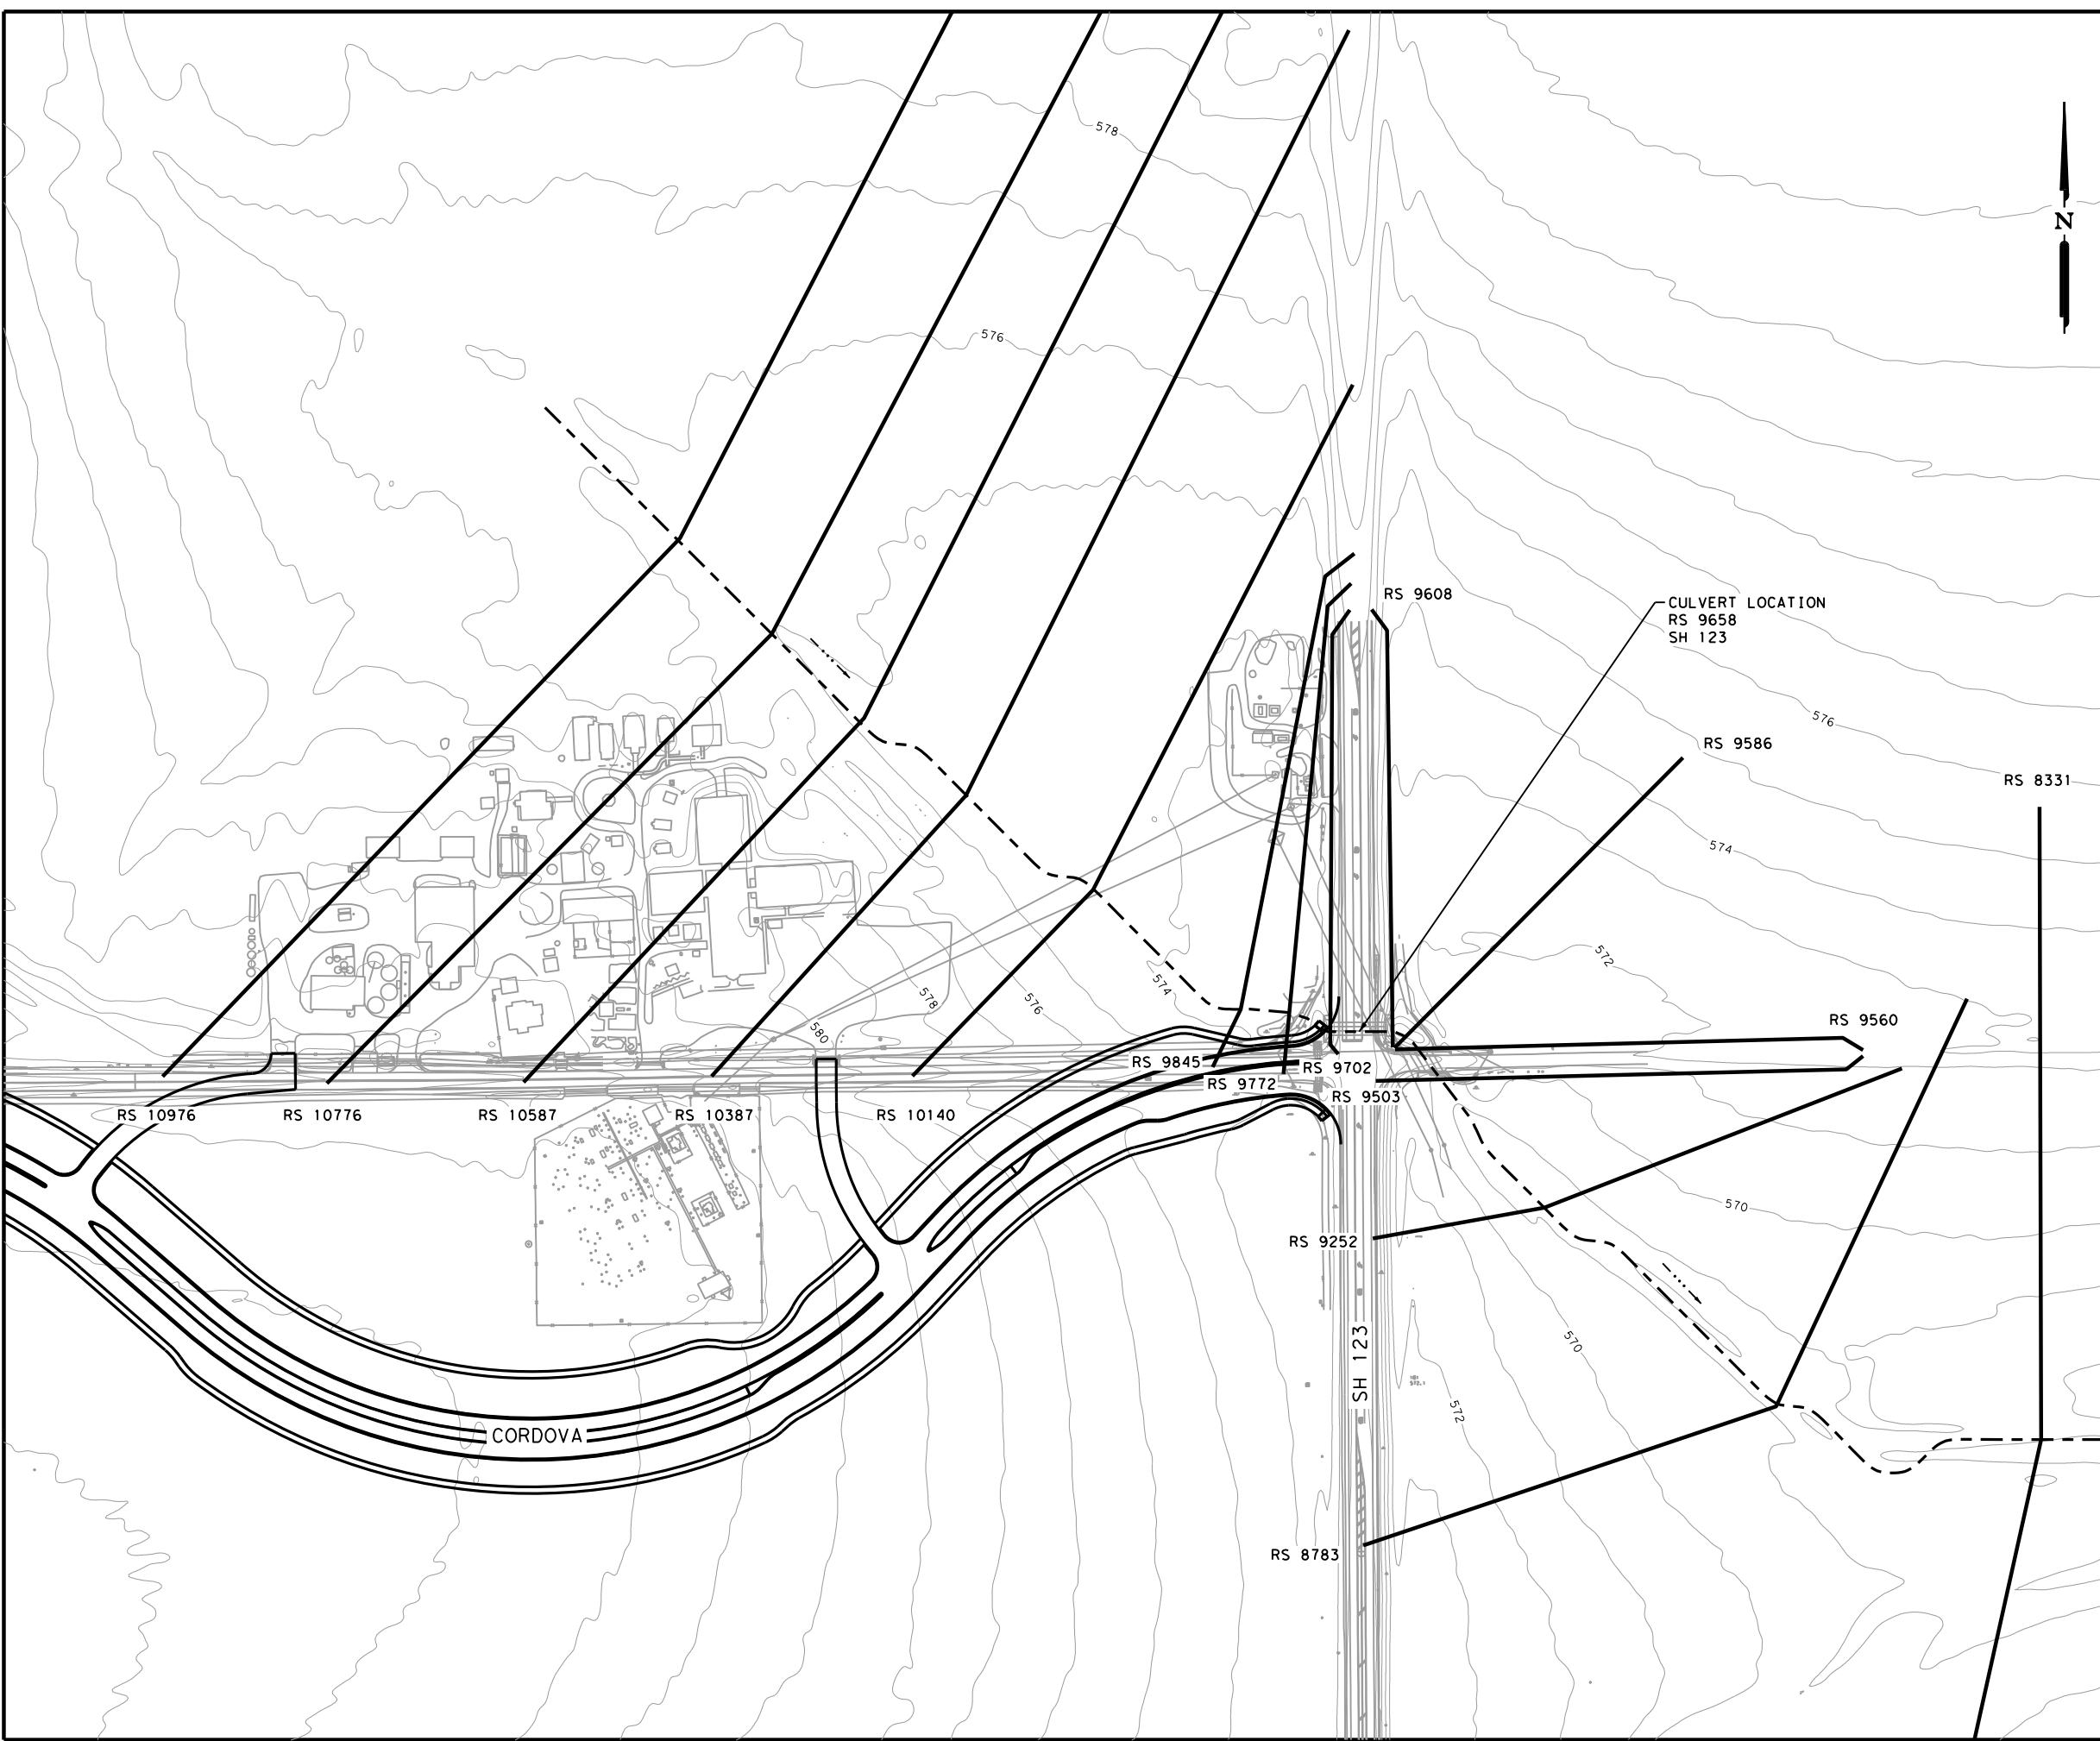 578
N
576
RS 9608
CULVERT LOCATION
RS 9658
SH 123
576
RS 9586
RS 8331
574
572
574
578
576
580
RS 9560
RS 9845
RS 9702
RS 9772
RS 9503
RS 10976
RS 10776
RS 10587
RS 10387
RS 10140
570
RS 9252
570
SH 123
572
CORDOVA
RS 8783